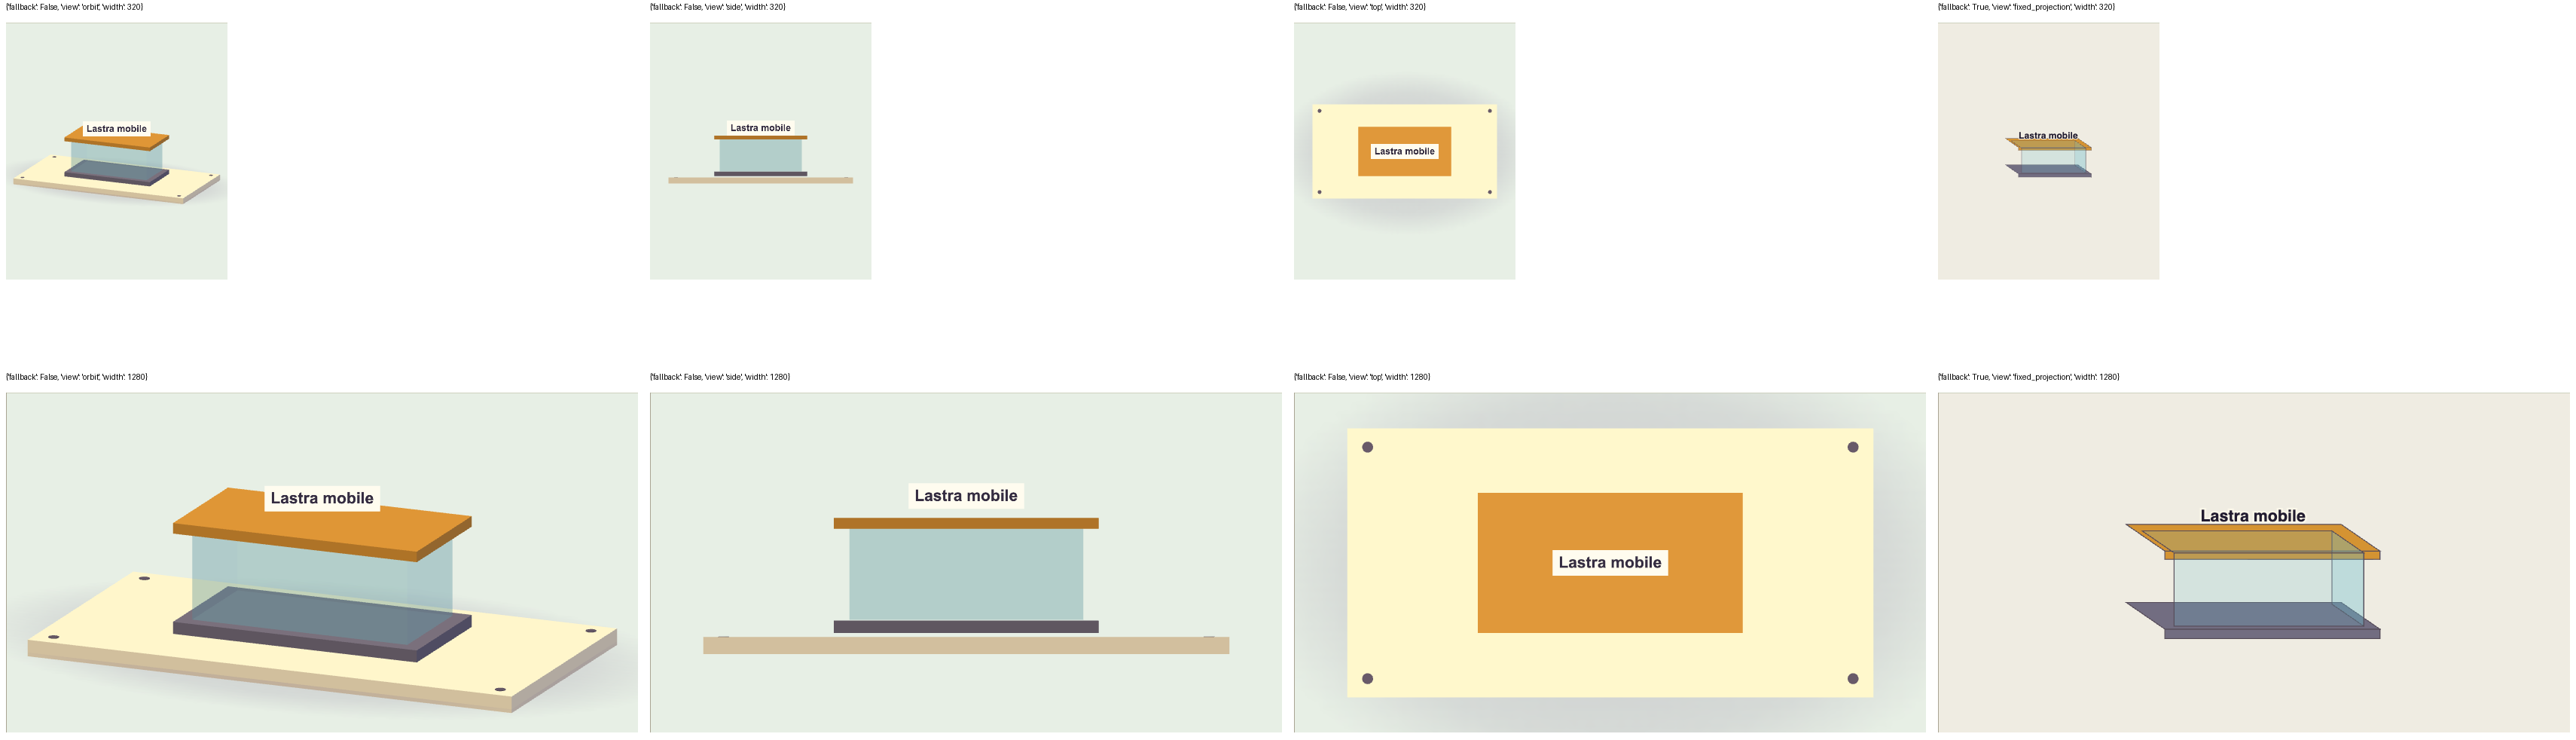 {'fallback': False, 'view': 'orbit', 'width': 320}
{'fallback': False, 'view': 'side', 'width': 320}
{'fallback': False, 'view': 'top', 'width': 320}
{'fallback': True, 'view': 'fixed_projection', 'width': 320}
Lastra mobile
Lastra mobile
Lastra mobile
Lastra mobile
{'fallback': False, 'view': 'orbit', 'width': 1280}
{'fallback': False, 'view': 'side', 'width': 1280}
{'fallback': False, 'view': 'top', 'width': 1280}
{'fallback': True, 'view': 'fixed_projection', 'width': 1280}
Lastra mobile
Lastra mobile
Lastra mobile
Lastra mobile